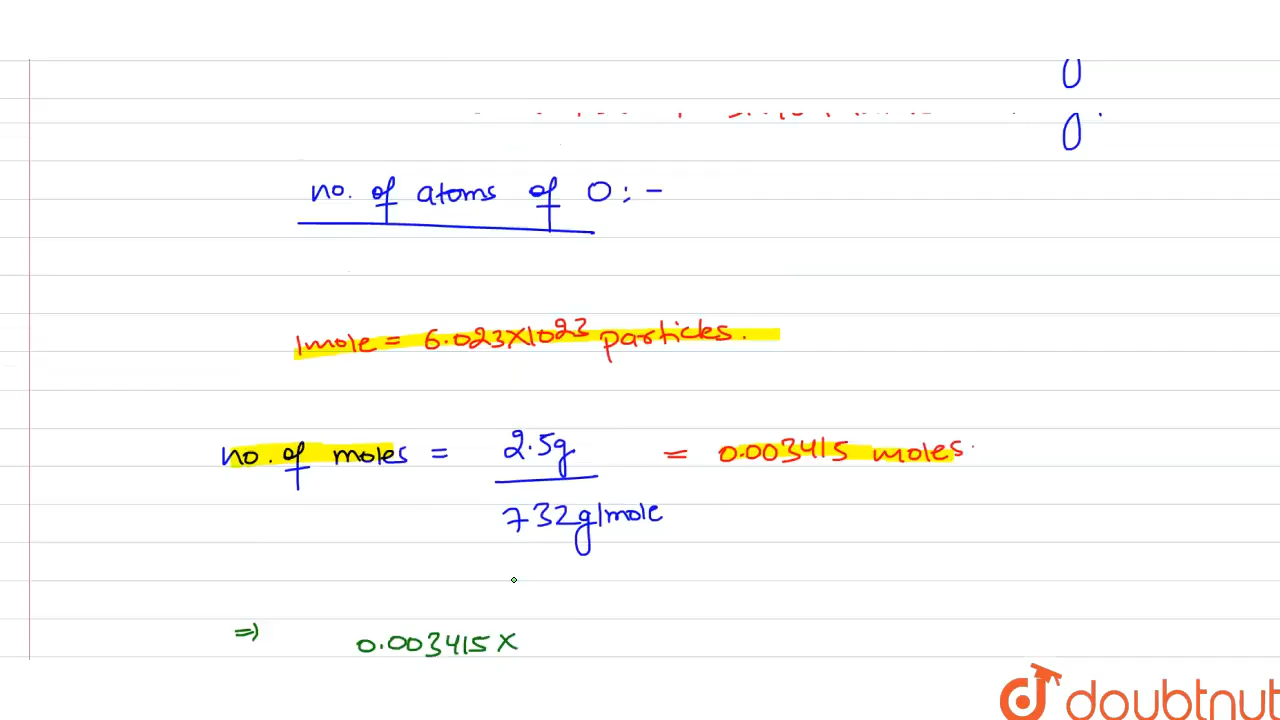 no. of atoms of O : -
1mole = 6.023×10²³ particles.
no. of moles = 2.5g = 0.003415 moles.
732g/mole
⇒ 0.003415 ×
doubtnut